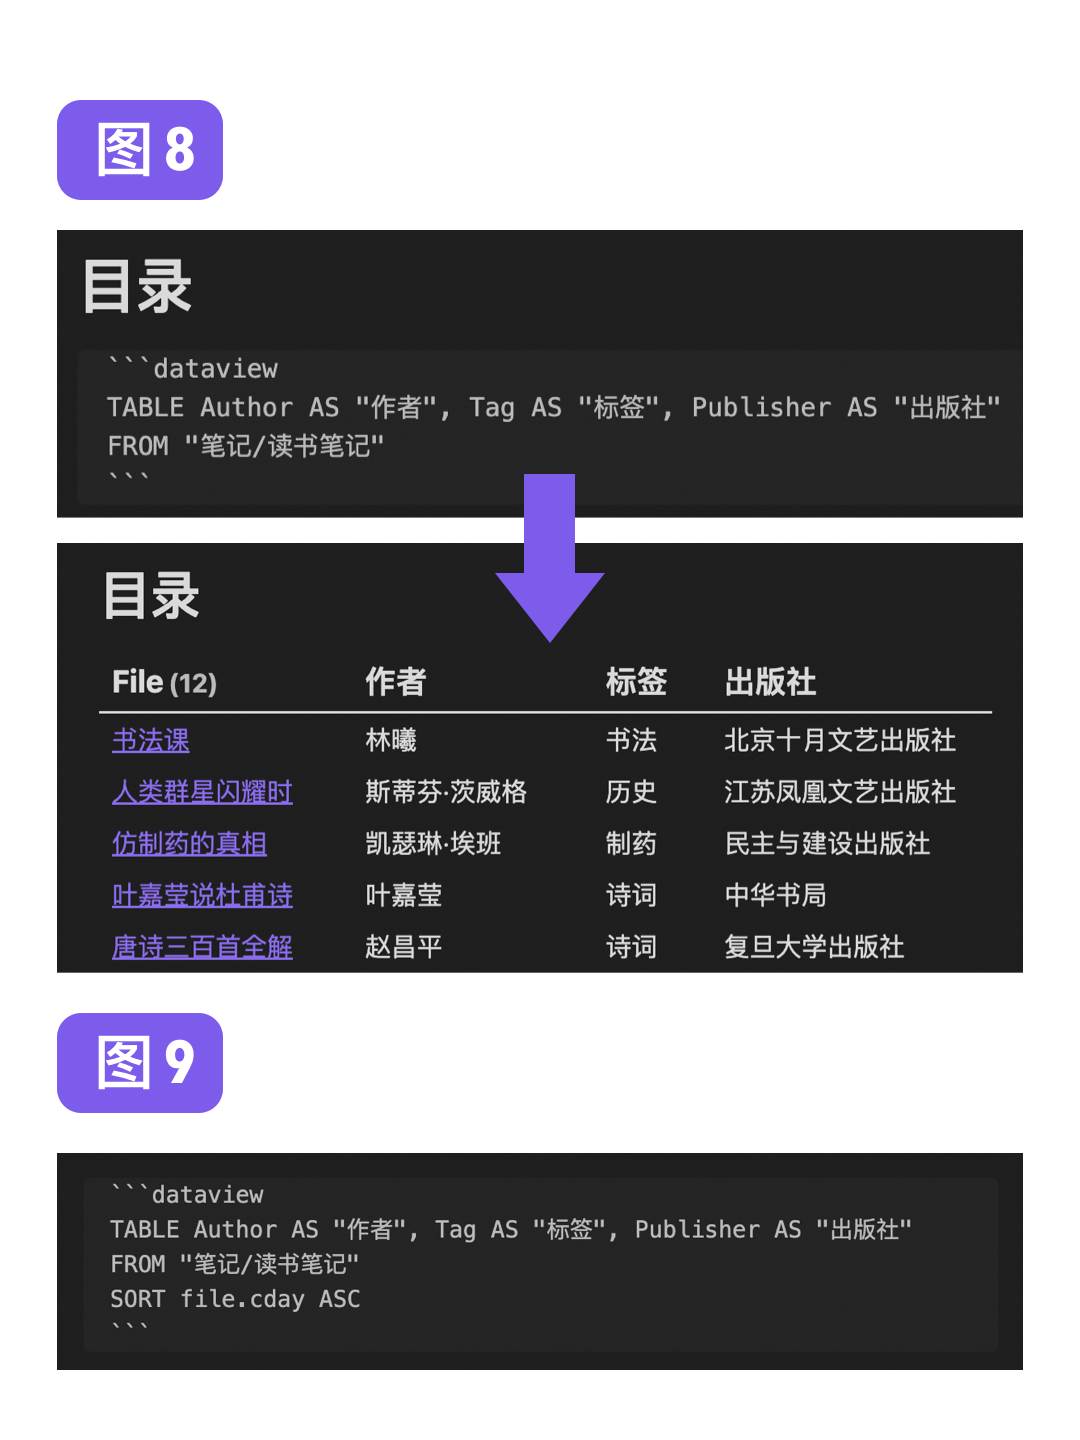 图 8
目录
```dataview
TABLE Author AS "作者", Tag AS "标签", Publisher AS "出版社"
FROM "笔记/读书笔记"
```
目录
File (12) 作者 标签 出版社
书法课 林曦 书法 北京十月文艺出版社
人类群星闪耀时 斯蒂芬·茨威格 历史 江苏凤凰文艺出版社
仿制药的真相 凯瑟琳·埃班 制药 民主与建设出版社
叶嘉莹说杜甫诗 叶嘉莹 诗词 中华书局
唐诗三百首全解 赵昌平 诗词 复旦大学出版社
图 9
```dataview
TABLE Author AS "作者", Tag AS "标签", Publisher AS "出版社"
FROM "笔记/读书笔记"
SORT file.cday ASC
```